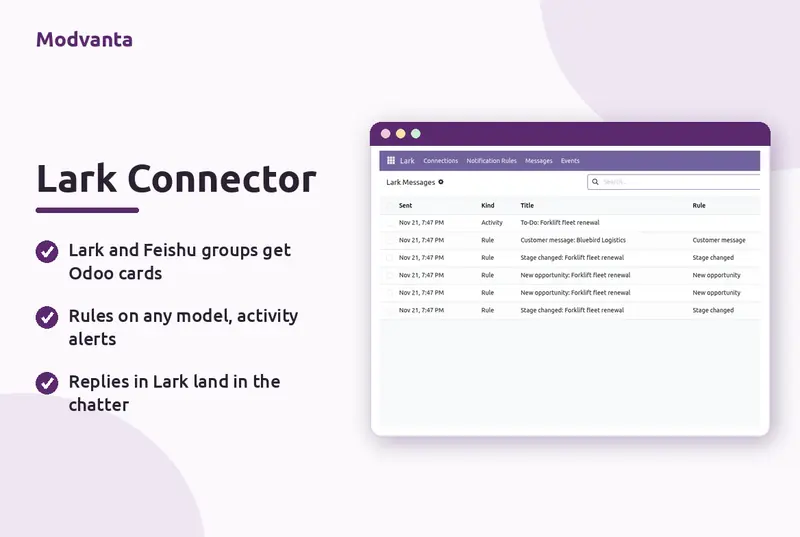 Modvanta
Lark Connector
Lark and Feishu groups get
Odoo cards
Rules on any model, activity
alerts
Replies in Lark land in the
chatter
Lark Connections Notification Rules Messages Events
Lark Messages
Search...
Sent Kind Title Rule
Nov 21, 7:47 PM Activity To-Do: Forklift fleet renewal
Nov 21, 7:47 PM Rule Customer message: Bluebird Logistics Customer message
Nov 21, 7:47 PM Rule Stage changed: Forklift fleet renewal Stage changed
Nov 21, 7:47 PM Rule New opportunity: Forklift fleet renewal New opportunity
Nov 21, 7:47 PM Rule New opportunity: Forklift fleet renewal New opportunity
Nov 21, 7:47 PM Rule Stage changed: Forklift fleet renewal Stage changed